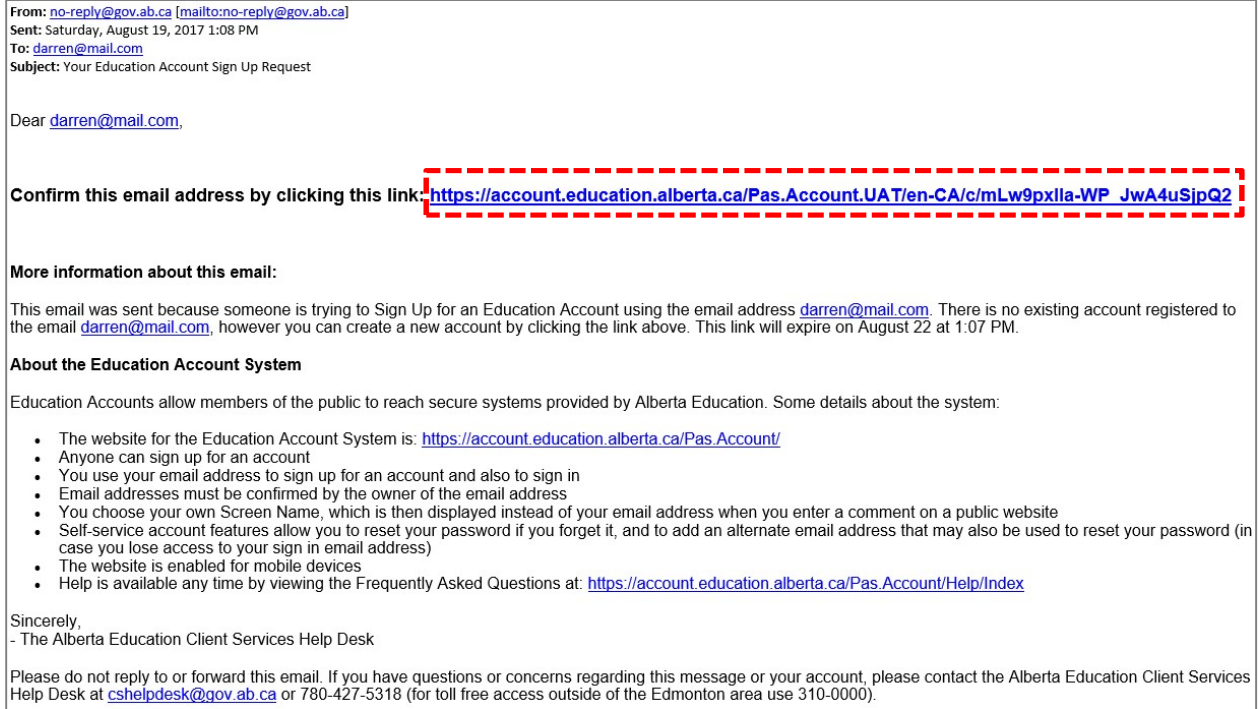 From: no-reply@gov.ab.ca [mailto:no-reply@gov.ab.ca]
Sent: Saturday, August 19, 2017 1:08 PM
To: darren@mail.com
Subject: Your Education Account Sign Up Request
Dear darren@mail.com,
Confirm this email address by clicking this link: https://account.education.alberta.ca/Pas.Account.UAT/en-CA/c/mLw9pxlla-WP_JwA4uSjpQ2
More information about this email:
This email was sent because someone is trying to Sign Up for an Education Account using the email address darren@mail.com. There is no existing account registered to
the email darren@mail.com, however you can create a new account by clicking the link above. This link will expire on August 22 at 1:07 PM.
About the Education Account System
Education Accounts allow members of the public to reach secure systems provided by Alberta Education. Some details about the system:
• The website for the Education Account System is: https://account.education.alberta.ca/Pas.Account/
• Anyone can sign up for an account
• You use your email address to sign up for an account and also to sign in
• Email addresses must be confirmed by the owner of the email address
• You choose your own Screen Name, which is then displayed instead of your email address when you enter a comment on a public website
• Self-service account features allow you to reset your password if you forget it, and to add an alternate email address that may also be used to reset your password (in
case you lose access to your sign in email address)
• The website is enabled for mobile devices
• Help is available any time by viewing the Frequently Asked Questions at: https://account.education.alberta.ca/Pas.Account/Help/Index
Sincerely,
- The Alberta Education Client Services Help Desk
Please do not reply to or forward this email. If you have questions or concerns regarding this message or your account, please contact the Alberta Education Client Services
Help Desk at cshelpdesk@gov.ab.ca or 780-427-5318 (for toll free access outside of the Edmonton area use 310-0000).